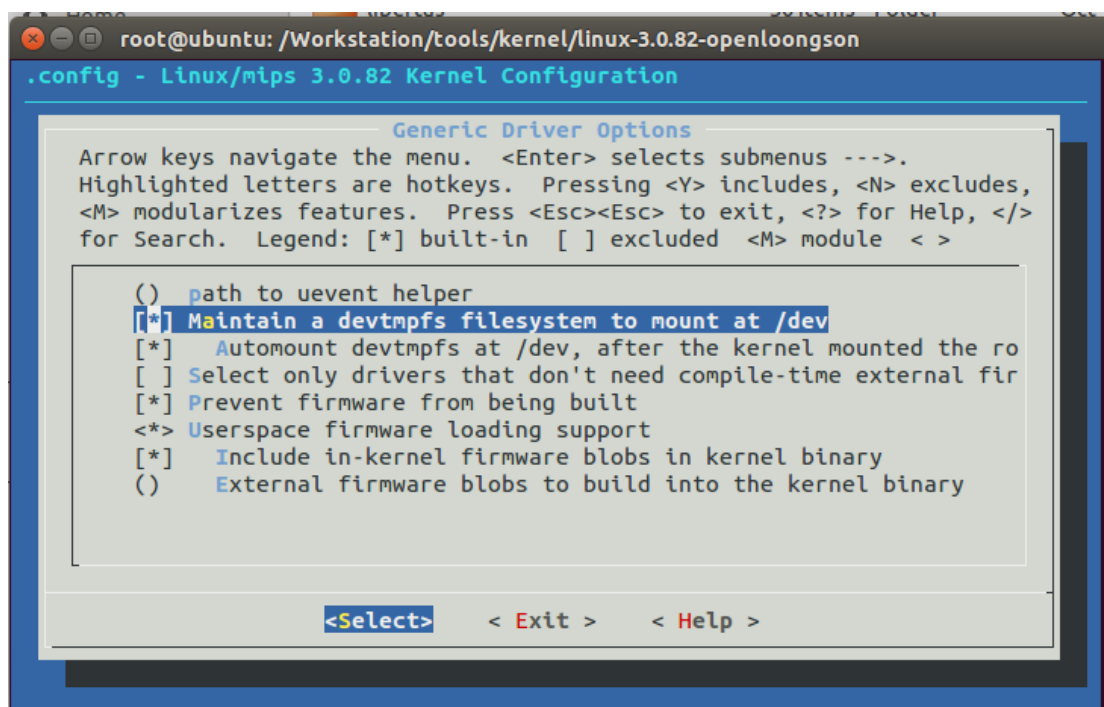 root@ubuntu: /Workstation/tools/kernel/linux-3.0.82-openloongson
.config - Linux/mips 3.0.82 Kernel Configuration
Generic Driver Options
Arrow keys navigate the menu.  <Enter> selects submenus --->.
Highlighted letters are hotkeys.  Pressing <Y> includes, <N> excludes,
<M> modularizes features.  Press <Esc><Esc> to exit, <?> for Help, </>
for Search.  Legend: [*] built-in  [ ] excluded  <M> module  < >
()  path to uevent helper
[*] Maintain a devtmpfs filesystem to mount at /dev
[*]   Automount devtmpfs at /dev, after the kernel mounted the ro
[ ] Select only drivers that don't need compile-time external fir
[*] Prevent firmware from being built
<*> Userspace firmware loading support
[*]   Include in-kernel firmware blobs in kernel binary
()    External firmware blobs to build into the kernel binary
<Select>    < Exit >    < Help >